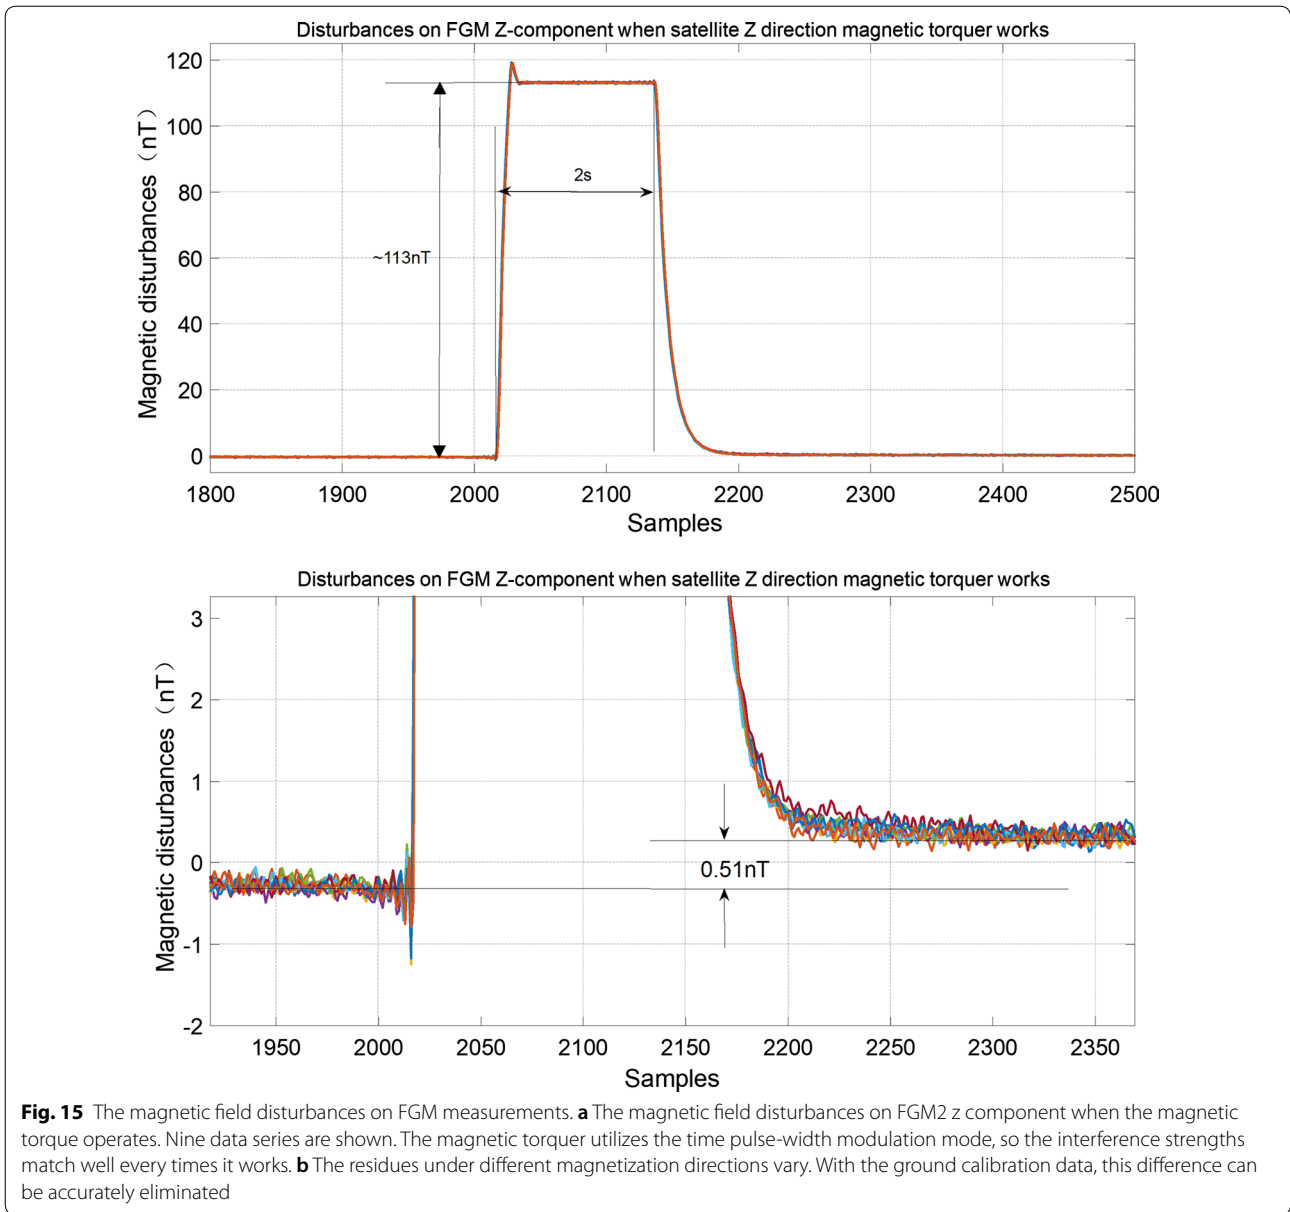 Disturbances on FGM Z-component when satellite Z direction magnetic torquer works
Magnetic disturbances（nT）
120
100
80
60
40
20
0
2s
~113nT
1800 1900 2000 2100 2200 2300 2400 2500
Samples
Disturbances on FGM Z-component when satellite Z direction magnetic torquer works
Magnetic disturbances（nT）
3
2
1
0
-1
-2
0.51nT
1950 2000 2050 2100 2150 2200 2250 2300 2350
Samples
Fig. 15 The magnetic field disturbances on FGM measurements. a The magnetic field disturbances on FGM2 z component when the magnetic
torque operates. Nine data series are shown. The magnetic torquer utilizes the time pulse-width modulation mode, so the interference strengths
match well every times it works. b The residues under different magnetization directions vary. With the ground calibration data, this difference can
be accurately eliminated